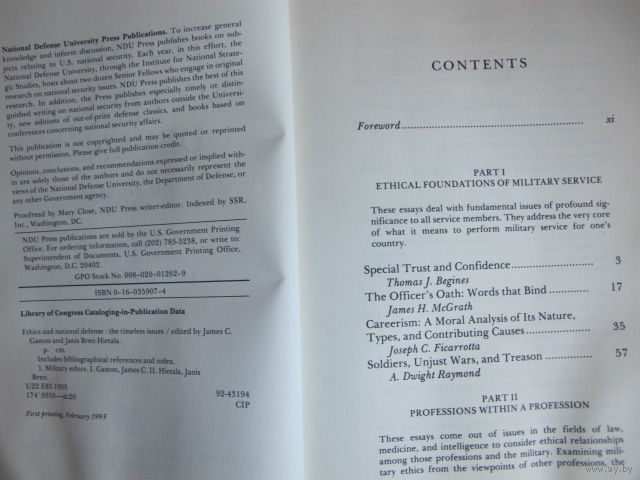 National Defense University Press Publications. To increase general
knowledge and inform discussion, NDU Press publishes books on sub-
jects relating to U.S. national security. Each year, in this effort, the
National Defense University, through the Institute for National Strate-
gic Studies, hosts about two dozen Senior Fellows who engage in original
research on national security issues. NDU Press publishes the best of this
research. In addition, the Press publishes especially timely or distin-
guished writing on national security from authors outside the Universi-
ty, new editions of out-of-print defense classics, and books based on
conferences concerning national security affairs.
This publication is not copyrighted and may be quoted or reprinted
without permission. Please give full publication credit.
Opinions, conclusions, and recommendations expressed or implied with-
in are solely those of the authors and do not necessarily represent the
views of the National Defense University, the Department of Defense, or
any other Government agency.
Proofread by Mary Close, NDU Press writer-editor. Indexed by SSR,
Inc., Washington, DC.
NDU Press publications are sold by the U.S. Government Printing
Office. For ordering information, call (202) 783-3238, or write to:
Superintendent of Documents, U.S. Government Printing Office,
Washington, D.C. 20402.
GPO Stock No. 008-020-01262-9
ISBN 0-16-035907-4
Library of Congress Cataloging-in-Publication Data
Ethics and national defense : the timeless issues / edited by James C.
Gaston and Janis Bren Hietala.
p. cm.
Includes bibliographical references and index.
1. Military ethics. I. Gaston, James C. II. Hietala, Janis
Bren.
U22.E83 1993
174'.9355—dc20 92-43194
CIP
First printing, February 1993
CONTENTS
Foreword.......... xi
PART I
ETHICAL FOUNDATIONS OF MILITARY SERVICE
These essays deal with fundamental issues of profound sig-
nificance to all service members. They address the very core
of what it means to perform military service for one's
country.
Special Trust and Confidence.......... 3
Thomas J. Begines
The Officer's Oath: Words that Bind .......... 17
James H. McGrath
Careerism: A Moral Analysis of Its Nature,
Types, and Contributing Causes.......... 35
Joseph C. Ficarrotta
Soldiers, Unjust Wars, and Treason .......... 57
A. Dwight Raymond
PART II
PROFESSIONS WITHIN A PROFESSION
These essays come out of issues in the fields of law,
medicine, and intelligence to consider ethical relationships
among those professions and the military. Examining mili-
tary ethics from the viewpoints of other professions, the
www.ay.by